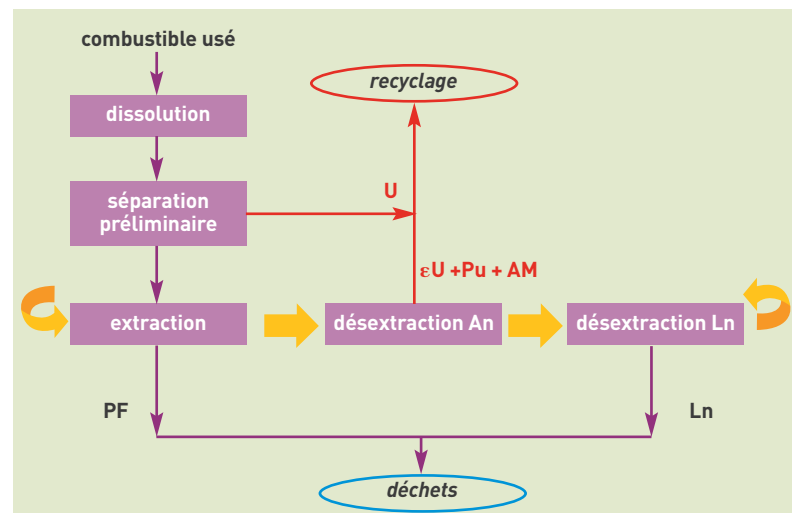 combustible usé
recyclage
dissolution
séparation
préliminaire
U
εU +Pu + AM
extraction
désextraction An
désextraction Ln
PF
Ln
déchets